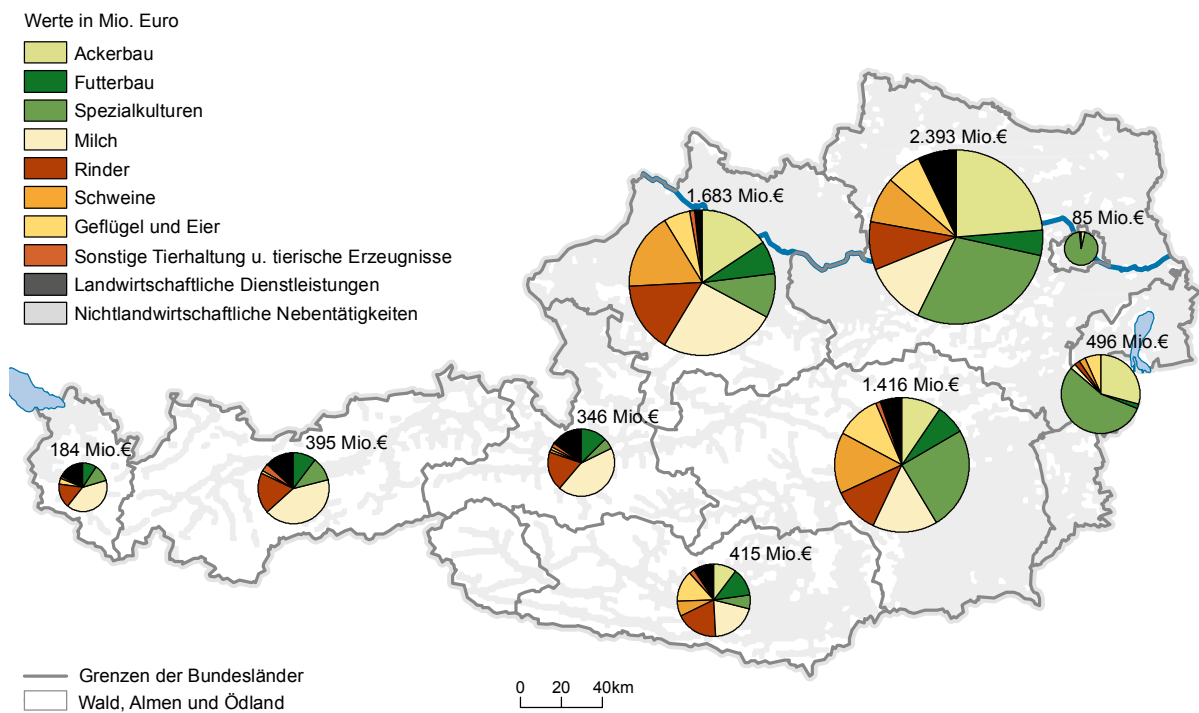 Werte in Mio. Euro
Ackerbau
Futterbau
Spezialkulturen
Milch
Rinder
Schweine
Geflügel und Eier
Sonstige Tierhaltung u. tierische Erzeugnisse
Landwirtschaftliche Dienstleistungen
Nichtlandwirtschaftliche Nebentätigkeiten
2.393 Mio.€
1.683 Mio.€
85 Mio.€
496 Mio.€
1.416 Mio.€
346 Mio.€
395 Mio.€
184 Mio.€
415 Mio.€
Grenzen der Bundesländer
Wald, Almen und Ödland
0 20 40km